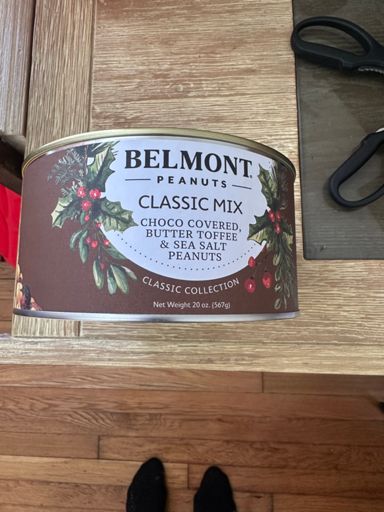 BELMONT
PEANUTS
CLASSIC MIX
CHOCO COVERED,
BUTTER TOFFEE
& SEA SALT
PEANUTS
CLASSIC COLLECTION
Net Weight 20 oz. (567g)